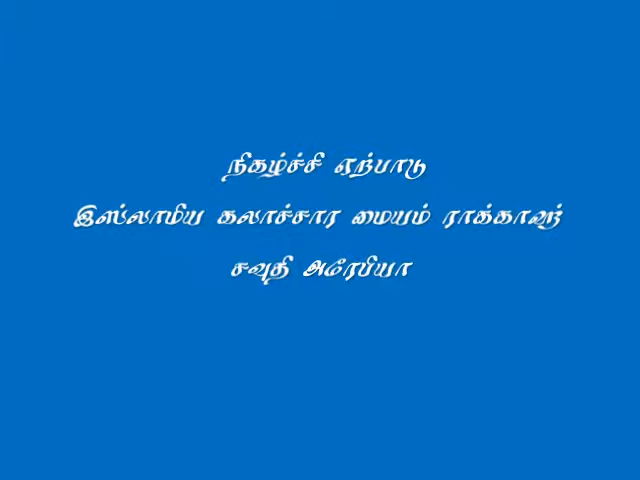 நிகழ்ச்சி ஏற்பாடு
இஸ்லாமிய கலாச்சார மையம் ராக்காஹ்
சவுதி அரேபியா